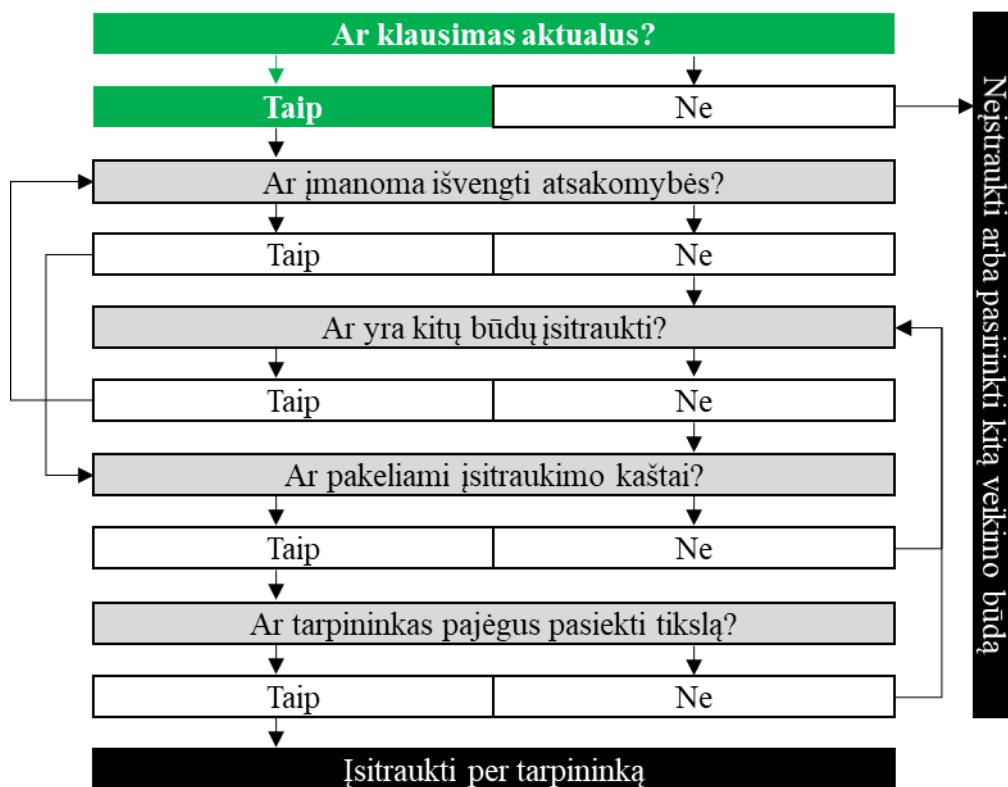 Ar klausimas aktualus?
Taip
Ne
Ar įmanoma išvengti atsakomybės?
Taip
Ne
Ar yra kitų būdų įsitraukti?
Taip
Ne
Ar pakeliami įsitraukimo kaštai?
Taip
Ne
Ar tarpininkas pajėgus pasiekti tikslą?
Taip
Ne
Įsitraukti per tarpininką
Neįstraukti arba pasirinkti kitą veikimo būdą